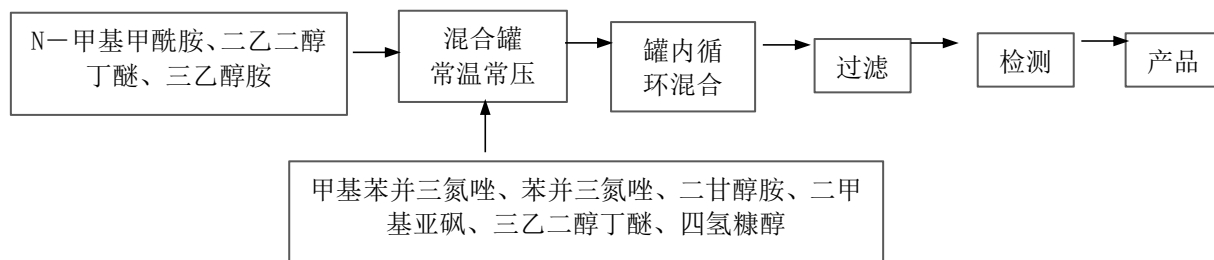 N－甲基甲酰胺、二乙二醇
丁醚、三乙醇胺
混合罐
常温常压
罐内循
环混合
过滤
检测
产品
甲基苯并三氮唑、苯并三氮唑、二甘醇胺、二甲
基亚砜、三乙二醇丁醚、四氢糠醇